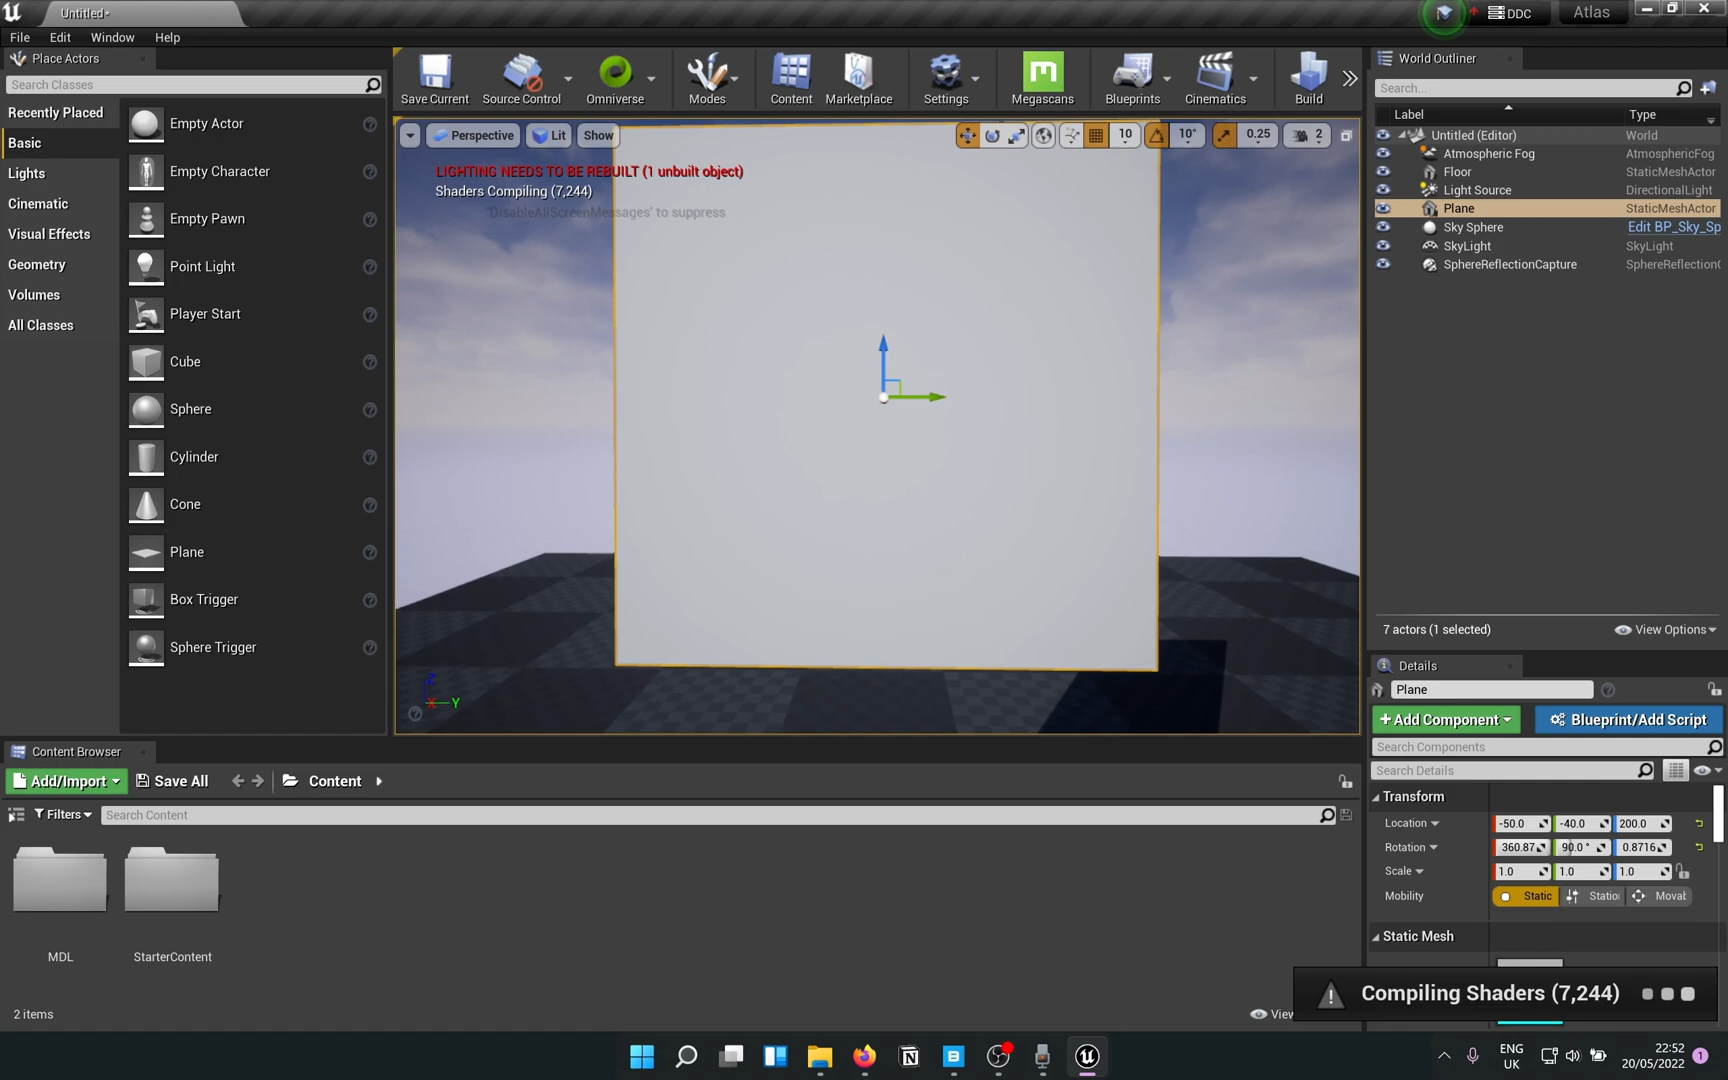 Untitled*
DDC
Atlas
File Edit Window Help
Place Actors
Search Classes
Recently Placed
Basic
Lights
Cinematic
Visual Effects
Geometry
Volumes
All Classes
Empty Actor
Empty Character
Empty Pawn
Point Light
Player Start
Cube
Sphere
Cylinder
Cone
Plane
Box Trigger
Sphere Trigger
Save Current
Source Control
Omniverse
Modes
Content
Marketplace
Settings
Megascans
Blueprints
Cinematics
Build
Perspective Lit Show
10 10° 0.25 2
LIGHTING NEEDS TO BE REBUILT (1 unbuilt object)
Shaders Compiling (7,244)
'DisableAllScreenMessages' to suppress
Z
X Y
World Outliner
Search...
Label Type
Untitled (Editor) World
Atmospheric Fog AtmosphericFog
Floor StaticMeshActor
Light Source DirectionalLight
Plane StaticMeshActor
Sky Sphere Edit BP_Sky_Sp
SkyLight SkyLight
SphereReflectionCapture SphereReflection
7 actors (1 selected) View Options
Details
Plane
+Add Component Blueprint/Add Script
Search Components
Search Details
Transform
Location -50.0 -40.0 200.0
Rotation 360.87 90.0 ° 0.8716
Scale 1.0 1.0 1.0
Mobility Static Statio Movab
Static Mesh
Content Browser
Add/Import Save All Content
Filters Search Content
MDL StarterContent
2 items
View
Compiling Shaders (7,244)
ENG
UK
22:52
20/05/2022
1